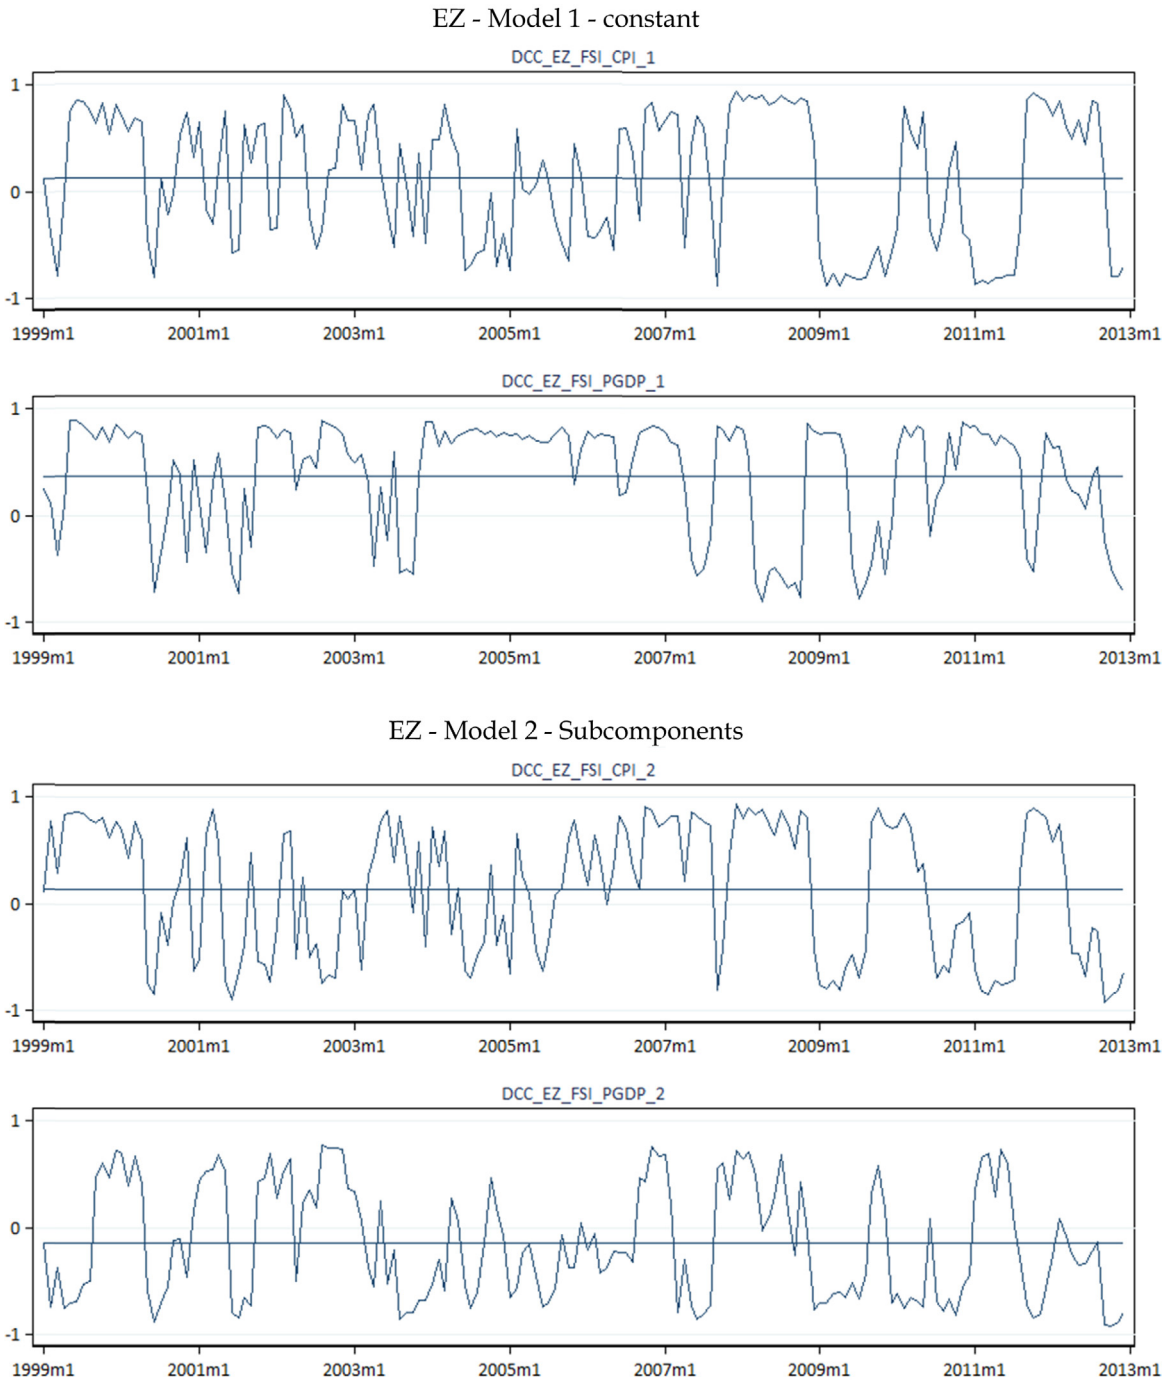 EZ - Model 1 - constant
DCC_EZ_FSI_CPI_1
1
0
-1
1999m1 2001m1 2003m1 2005m1 2007m1 2009m1 2011m1 2013m1
DCC_EZ_FSI_PGDP_1
1
0
-1
1999m1 2001m1 2003m1 2005m1 2007m1 2009m1 2011m1 2013m1
EZ - Model 2 - Subcomponents
DCC_EZ_FSI_CPI_2
1
0
-1
1999m1 2001m1 2003m1 2005m1 2007m1 2009m1 2011m1 2013m1
DCC_EZ_FSI_PGDP_2
1
0
-1
1999m1 2001m1 2003m1 2005m1 2007m1 2009m1 2011m1 2013m1